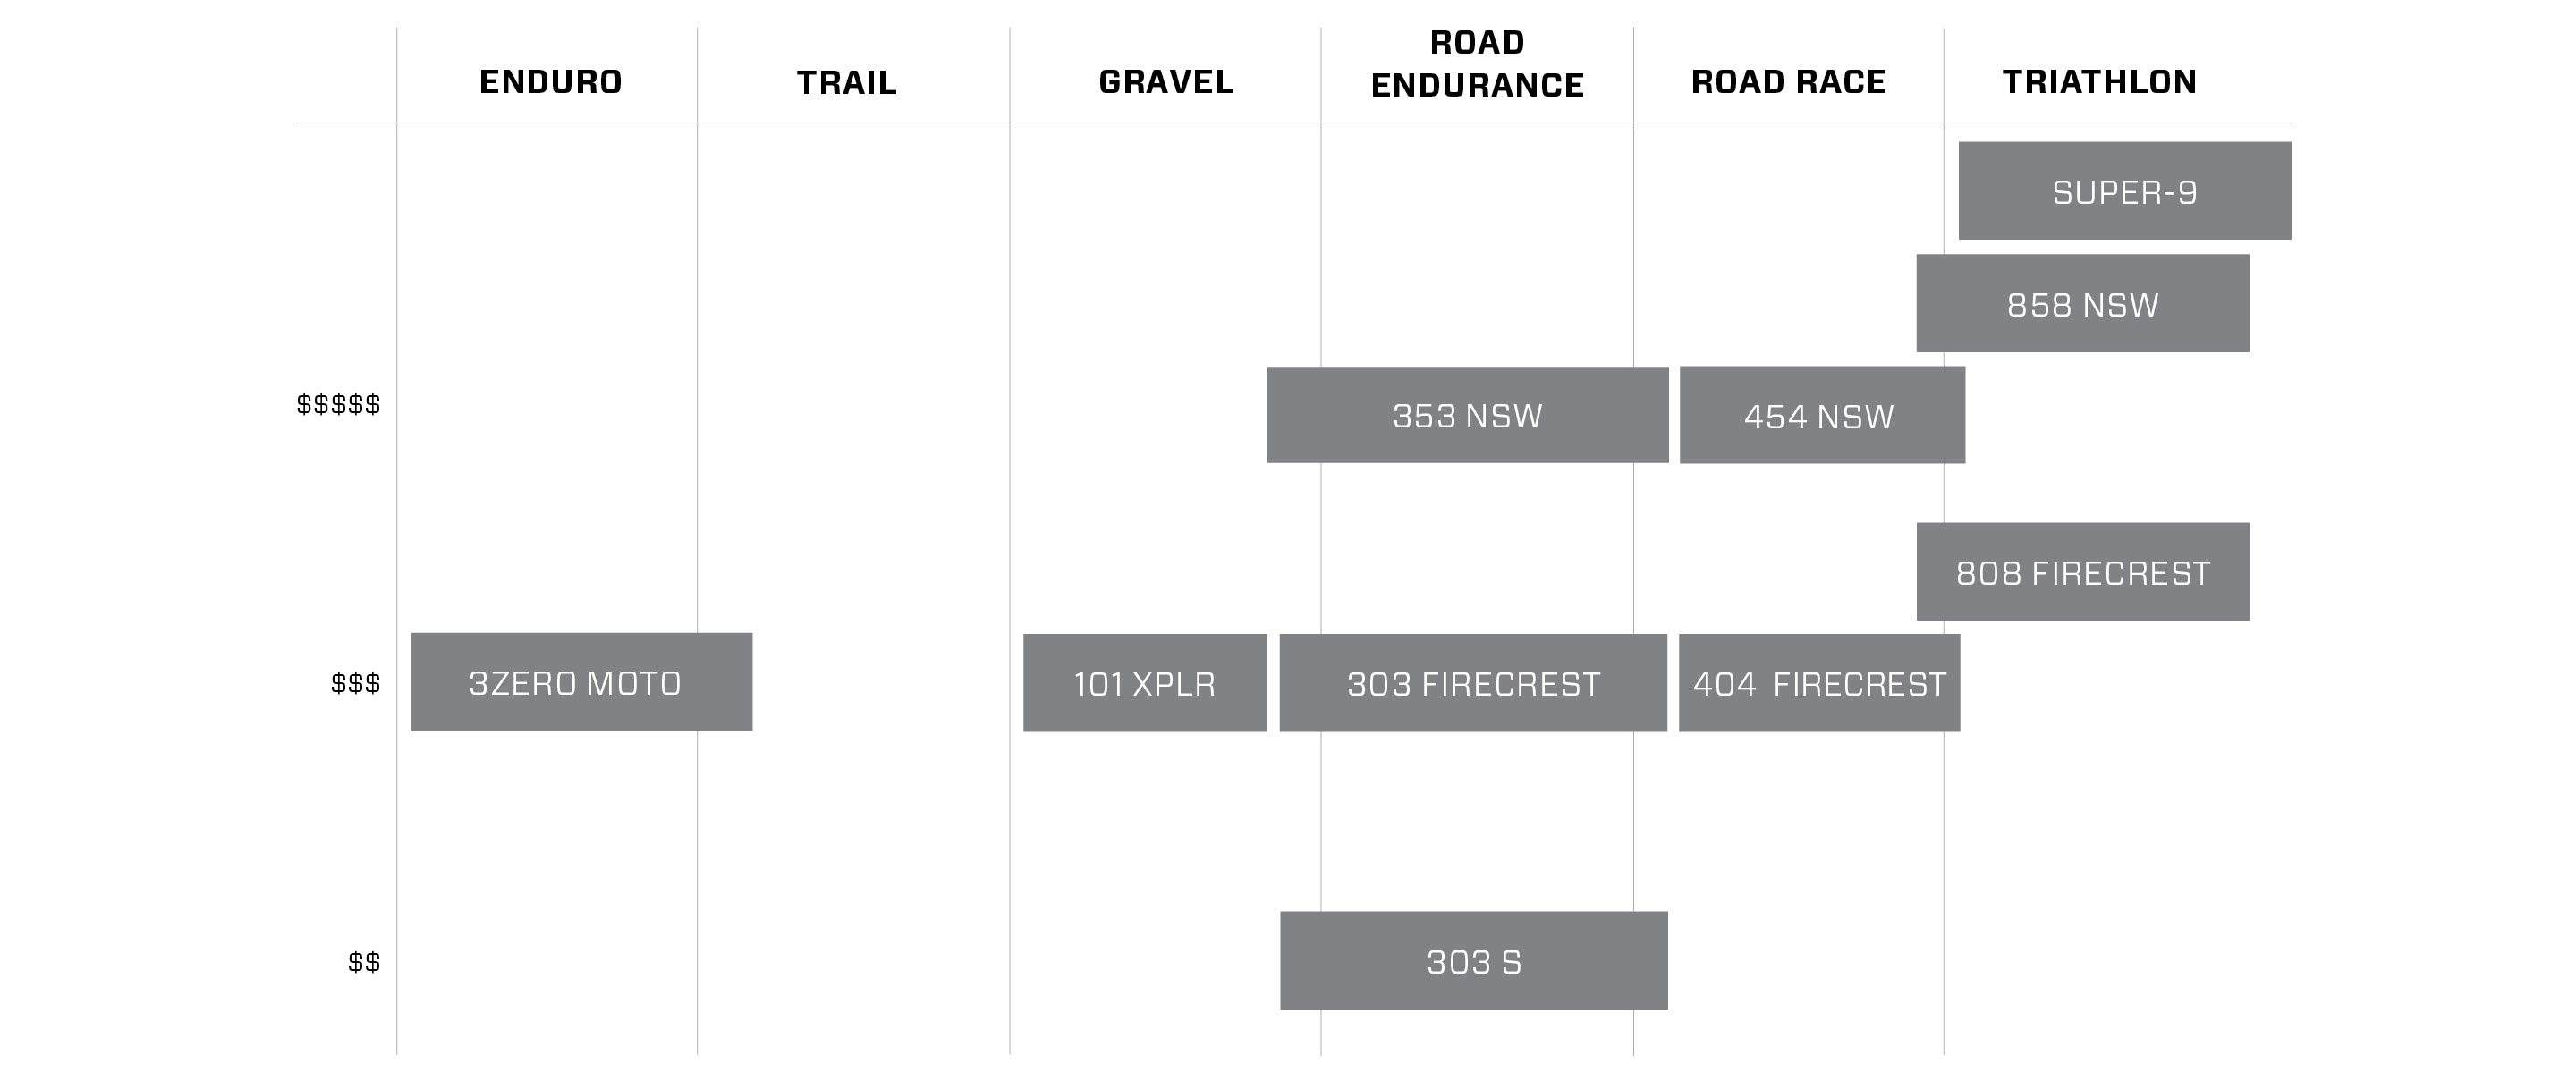 ENDURO
TRAIL
GRAVEL
ROAD
ENDURANCE
ROAD RACE
TRIATHLON
SUPER-9
858 NSW
$$$$$
353 NSW
454 NSW
808 FIRECREST
$$$
3ZERO MOTO
101 XPLR
303 FIRECREST
404 FIRECREST
$$
303 S